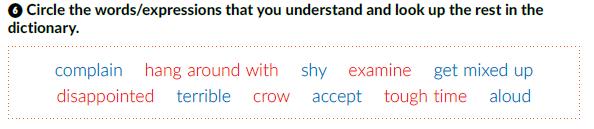 6 Circle the words/expressions that you understand and look up the rest in the
dictionary.
complain hang around with shy examine get mixed up
disappointed terrible crow accept tough time aloud